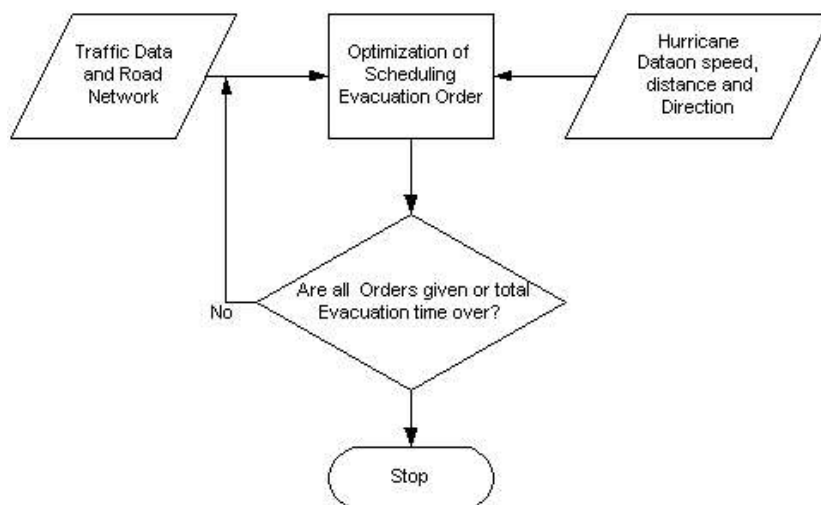 Traffic Data
and Road
Network
Optimization of
Scheduling
Evacuation Order
Hurricane
Dataon speed,
distance and
Direction
Are all Orders given or total
Evacuation time over?
No
Stop